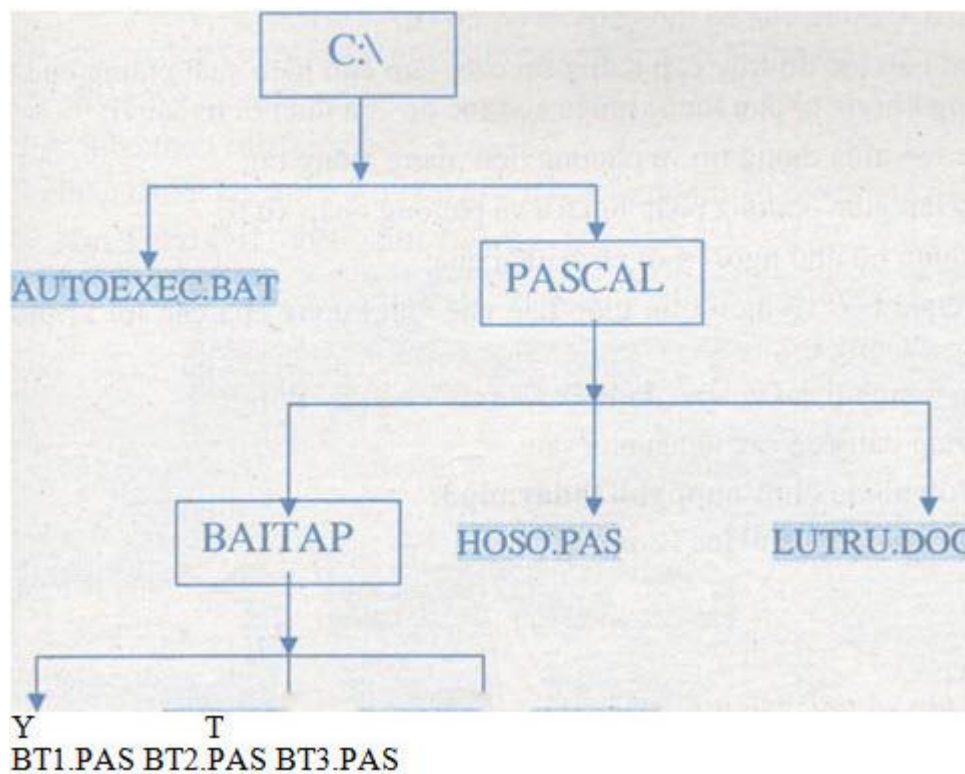 C:\
AUTOEXEC.BAT
PASCAL
BAITAP
HOSO.PAS
LUTRU.DOC
Y T
BT1.PAS BT2.PAS BT3.PAS